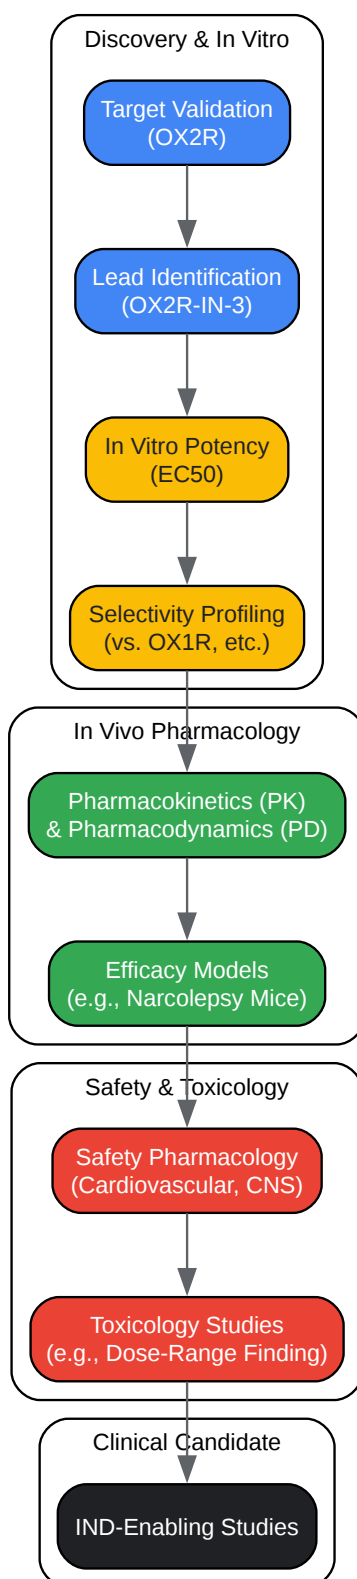 Discovery & In Vitro
Target Validation
(OX2R)
Lead Identification
(OX2R-IN-3)
In Vitro Potency
(EC50)
Selectivity Profiling
(vs. OX1R, etc.)
In Vivo Pharmacology
Pharmacokinetics (PK)
& Pharmacodynamics (PD)
Efficacy Models
(e.g., Narcolepsy Mice)
Safety & Toxicology
Safety Pharmacology
(Cardiovascular, CNS)
Toxicology Studies
(e.g., Dose-Range Finding)
Clinical Candidate
IND-Enabling Studies